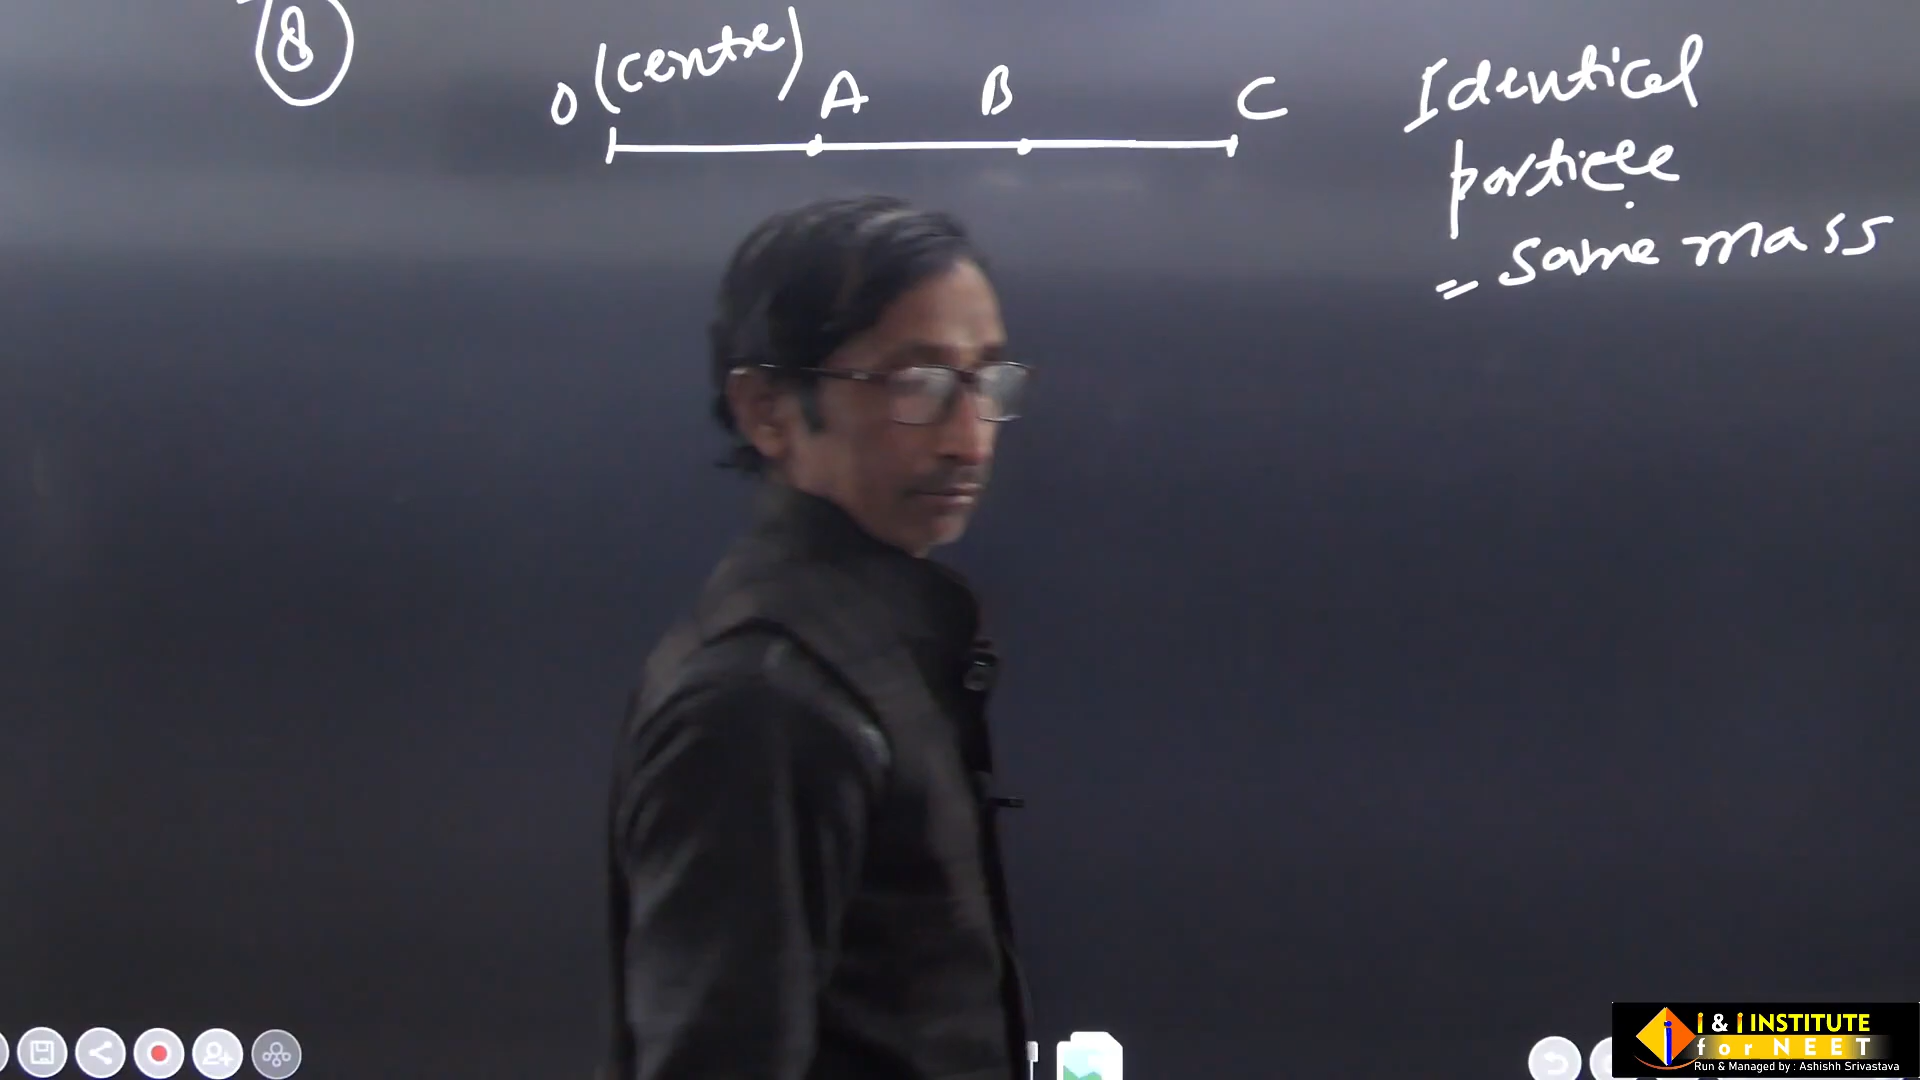 8
O (centre) A B C
Identical
particle
= same mass
i & i INSTITUTE
for NEET
Run & Managed by : Ashishh Srivastava